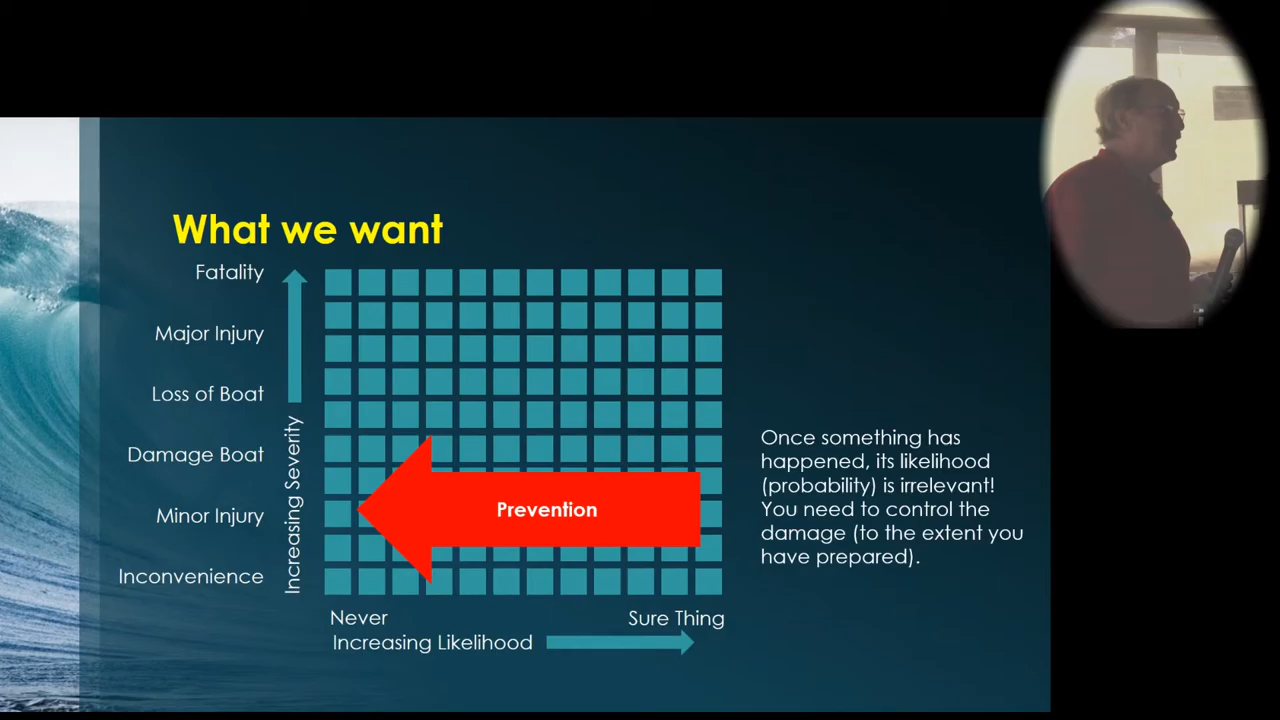 What we want
Fatality
Major Injury
Loss of Boat
Damage Boat
Minor Injury
Inconvenience
Increasing Severity
Prevention
Never
Sure Thing
Increasing Likelihood
Once something has
happened, its likelihood
(probability) is irrelevant!
You need to control the
damage (to the extent you
have prepared).